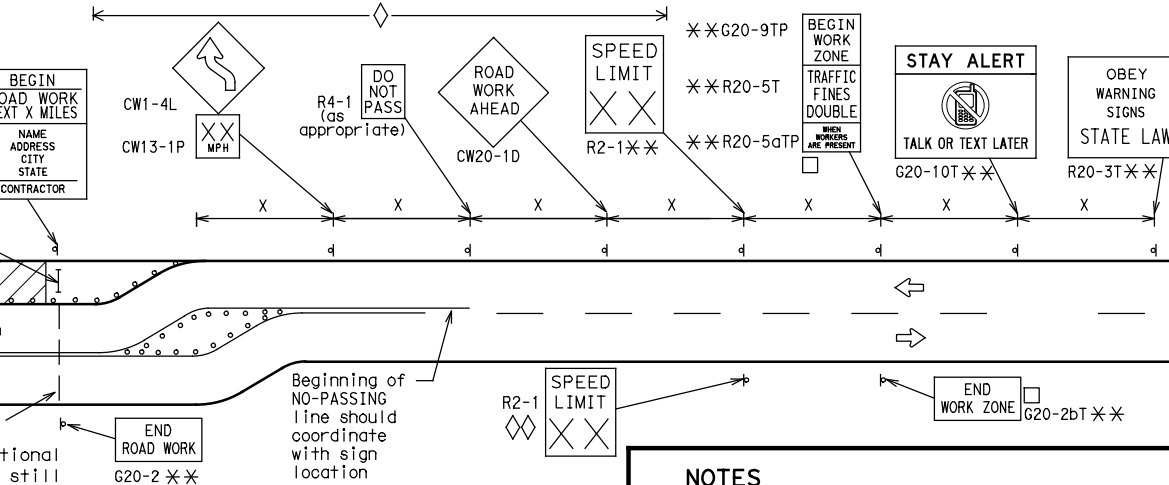 BEGIN
ROAD WORK
NEXT X MILES
NAME
ADDRESS
CITY
STATE
CONTRACTOR
CW1-4L
XX
MPH
CW13-1P
R4-1
(as
appropriate)
DO
NOT
PASS
ROAD
WORK
AHEAD
CW20-1D
SPEED
LIMIT
XX
R2-1**
**G20-9TP
**R20-5T
**R20-5aTP
BEGIN
WORK
ZONE
TRAFFIC
FINES
DOUBLE
WHEN
WORKERS
ARE PRESENT
STAY ALERT
TALK OR TEXT LATER
G20-10T**
OBEY
WARNING
SIGNS
STATE LAW
R20-3T**
X
X
X
X
X
X
X
Beginning of
NO-PASSING
line should
coordinate
with sign
location
R2-1
SPEED
LIMIT
XX
END
WORK ZONE
G20-2bT**
END
ROAD WORK
G20-2**
tional
still
NOTES